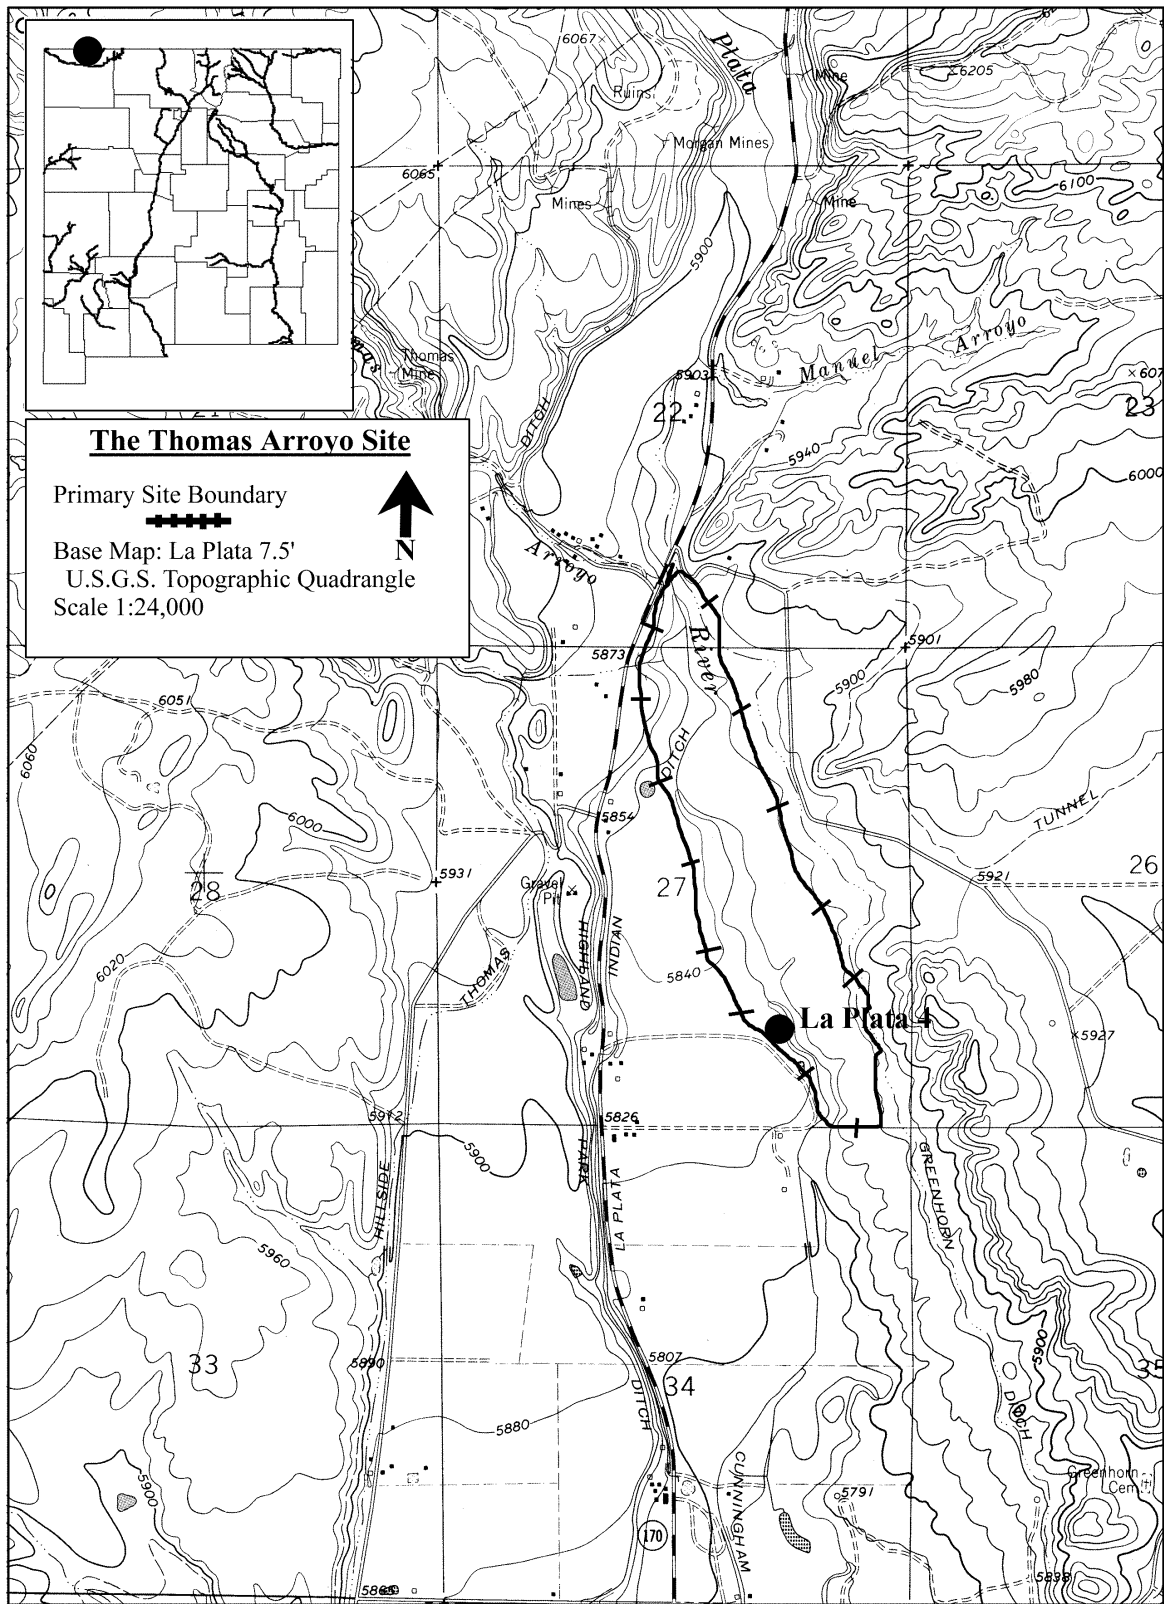 6067
Plata
Mine
6205
Ruins
Morgan Mines
6065
6100
Mines
Mine
5900
Arroyo
Manuel
Thomas
Mine
5903
22
23
DITCH
5940
6000
The Thomas Arroyo Site
Primary Site Boundary
Base Map: La Plata 7.5'
U.S.G.S. Topographic Quadrangle
Scale 1:24,000
N
Arroyo
River
5873
5901
5900
5980
6051
6060
DITCH
6000
5854
TUNNEL
28
5931
Gravel
Pit
27
5921
26
6020
THOMAS
HIGHLAND
INDIAN
5840
La Plata 4
5927
5912
5826
5900
PARK
LA PLATA
HILLSIDE
GREENHORN
5960
5900
33
5890
5807
34
35
DITCH
DITCH
5880
5900
CUNNINGHAM
5791
Greenhorn
Cem
170
5838